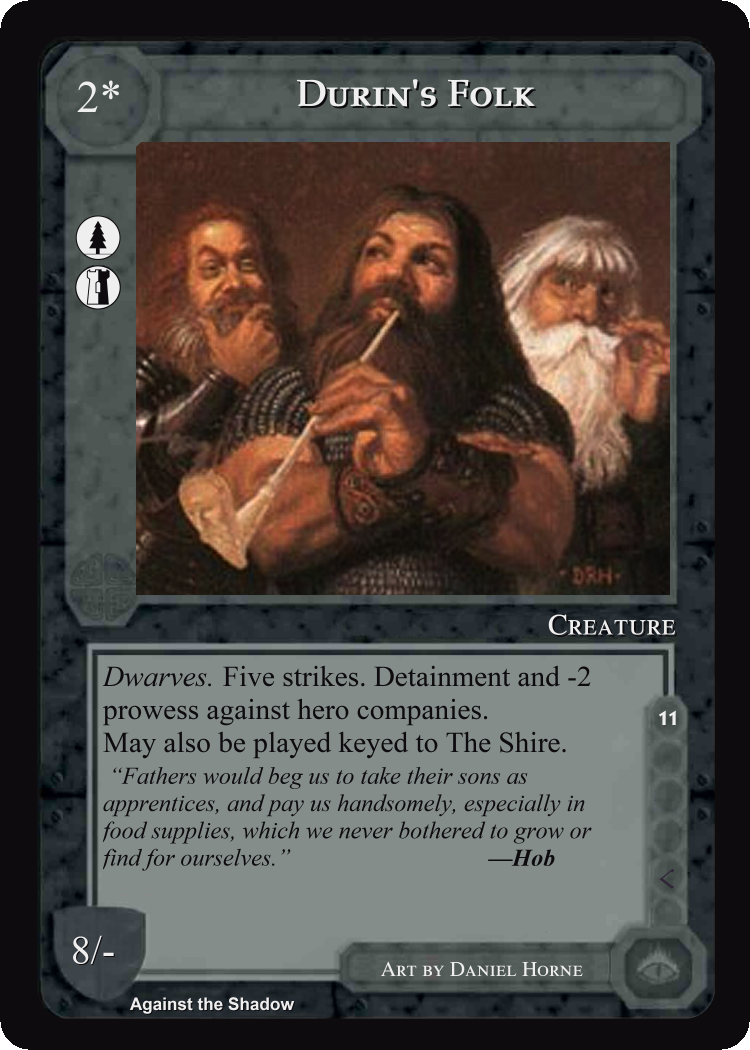 2*
DURIN'S FOLK
·DRH·
CREATURE
Dwarves. Five strikes. Detainment and -2
prowess against hero companies.
May also be played keyed to The Shire.
“Fathers would beg us to take their sons as
apprentices, and pay us handsomely, especially in
food supplies, which we never bothered to grow or
find for ourselves.” —Hob
11
8/-
ART BY DANIEL HORNE
Against the Shadow